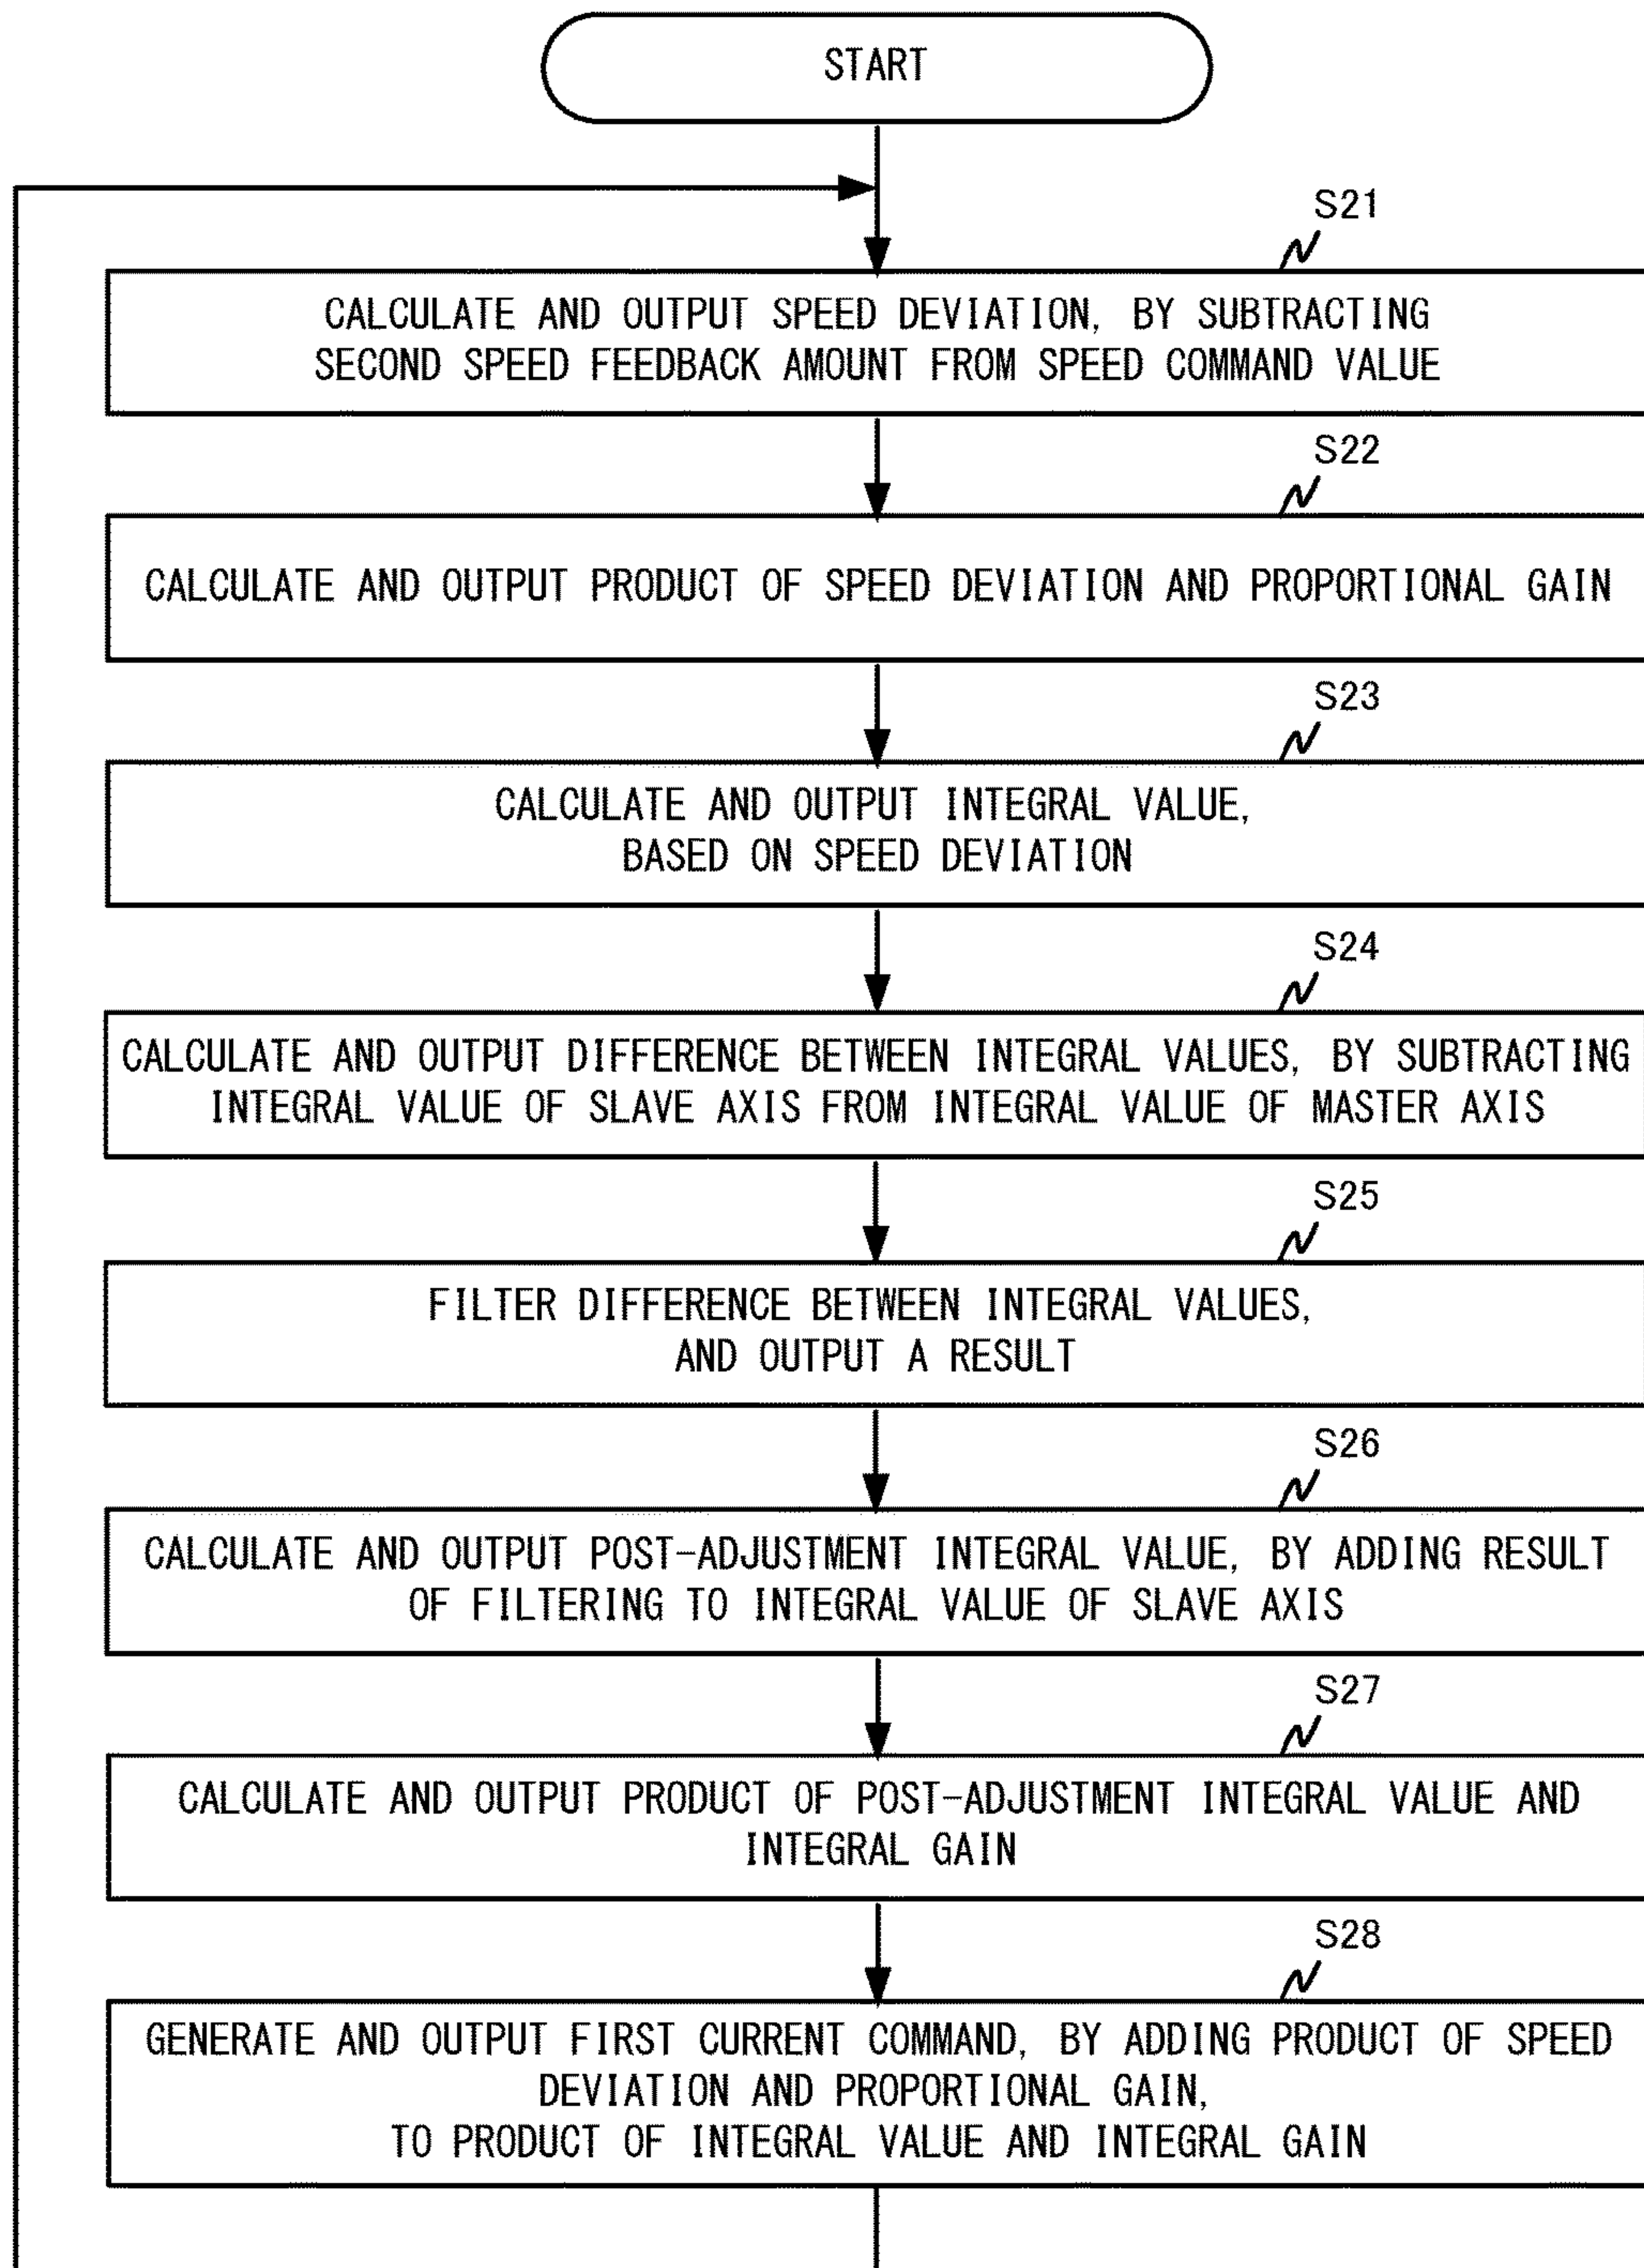 START
S21
CALCULATE AND OUTPUT SPEED DEVIATION, BY SUBTRACTING
SECOND SPEED FEEDBACK AMOUNT FROM SPEED COMMAND VALUE
S22
CALCULATE AND OUTPUT PRODUCT OF SPEED DEVIATION AND PROPORTIONAL GAIN
S23
CALCULATE AND OUTPUT INTEGRAL VALUE,
BASED ON SPEED DEVIATION
S24
CALCULATE AND OUTPUT DIFFERENCE BETWEEN INTEGRAL VALUES, BY SUBTRACTING
INTEGRAL VALUE OF SLAVE AXIS FROM INTEGRAL VALUE OF MASTER AXIS
S25
FILTER DIFFERENCE BETWEEN INTEGRAL VALUES,
AND OUTPUT A RESULT
S26
CALCULATE AND OUTPUT POST-ADJUSTMENT INTEGRAL VALUE, BY ADDING RESULT
OF FILTERING TO INTEGRAL VALUE OF SLAVE AXIS
S27
CALCULATE AND OUTPUT PRODUCT OF POST-ADJUSTMENT INTEGRAL VALUE AND
INTEGRAL GAIN
S28
GENERATE AND OUTPUT FIRST CURRENT COMMAND, BY ADDING PRODUCT OF SPEED
DEVIATION AND PROPORTIONAL GAIN,
TO PRODUCT OF INTEGRAL VALUE AND INTEGRAL GAIN